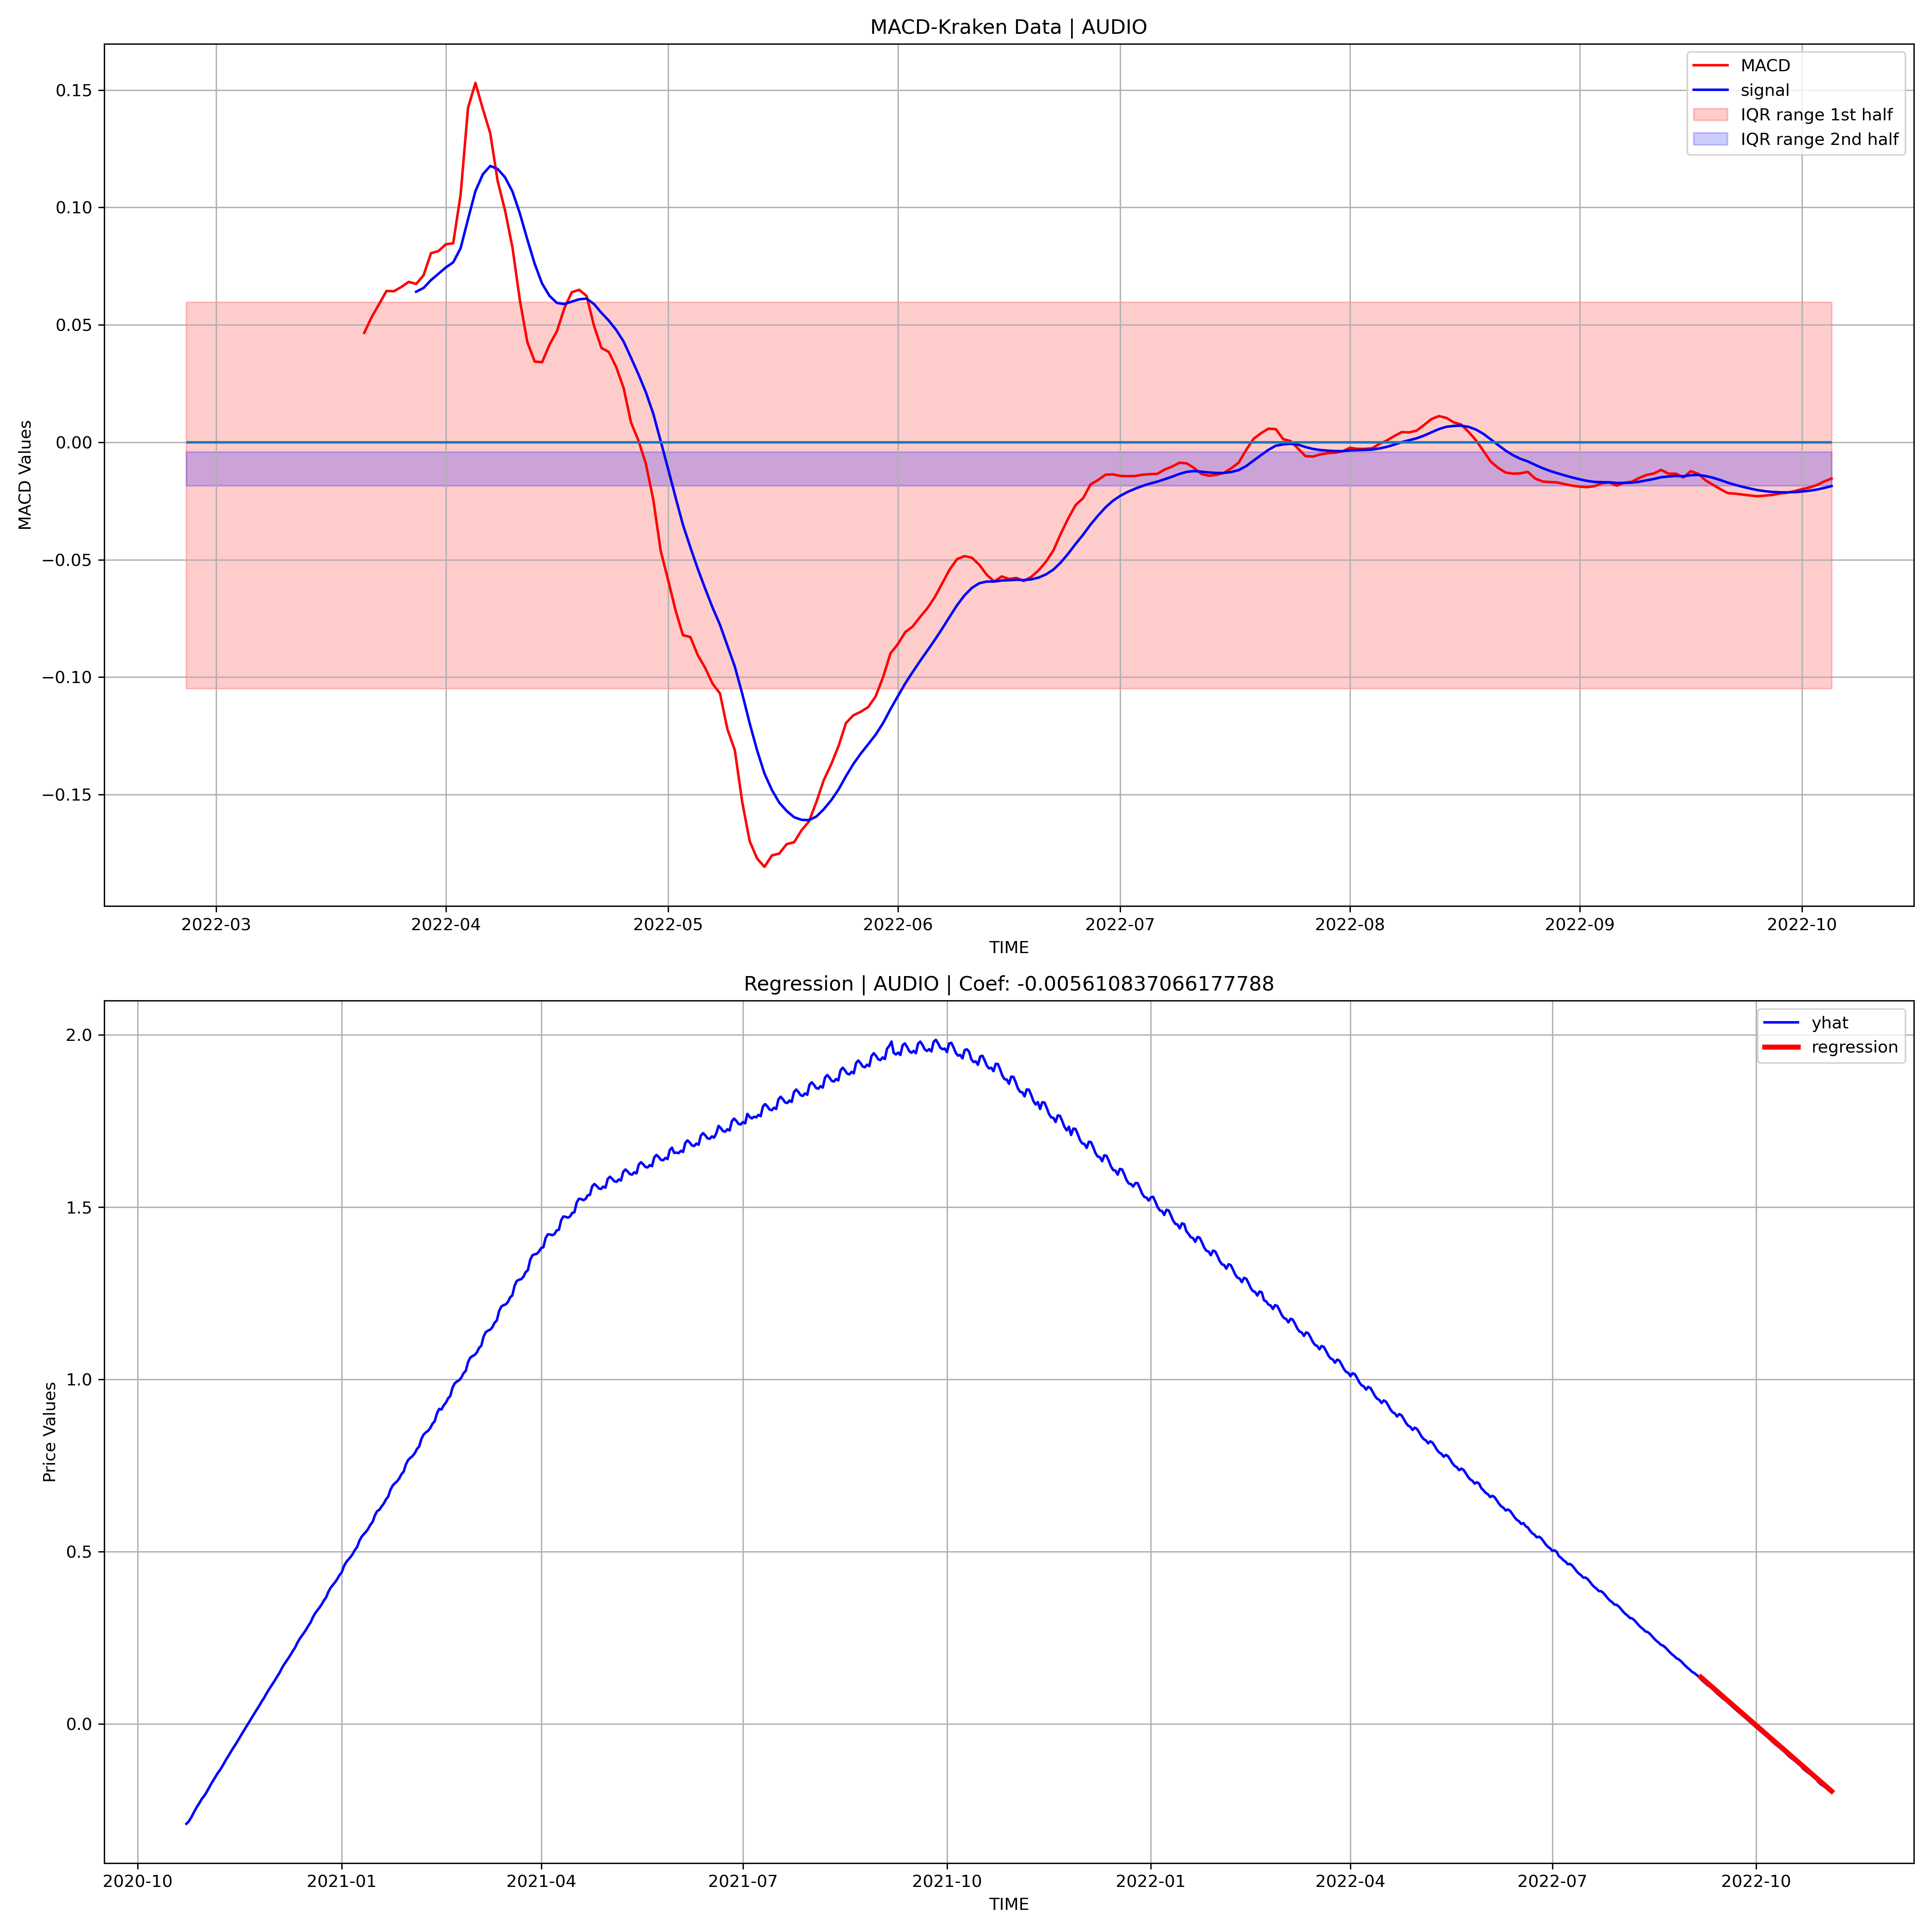 MACD-Kraken Data | AUDIO
MACD
signal
IQR range 1st half
IQR range 2nd half
MACD Values
0.15
0.10
0.05
0.00
−0.05
−0.10
−0.15
2022-03 2022-04 2022-05 2022-06 2022-07 2022-08 2022-09 2022-10
TIME
Regression | AUDIO | Coef: -0.005610837066177788
yhat
regression
Price Values
2.0
1.5
1.0
0.5
0.0
2020-10 2021-01 2021-04 2021-07 2021-10 2022-01 2022-04 2022-07 2022-10
TIME